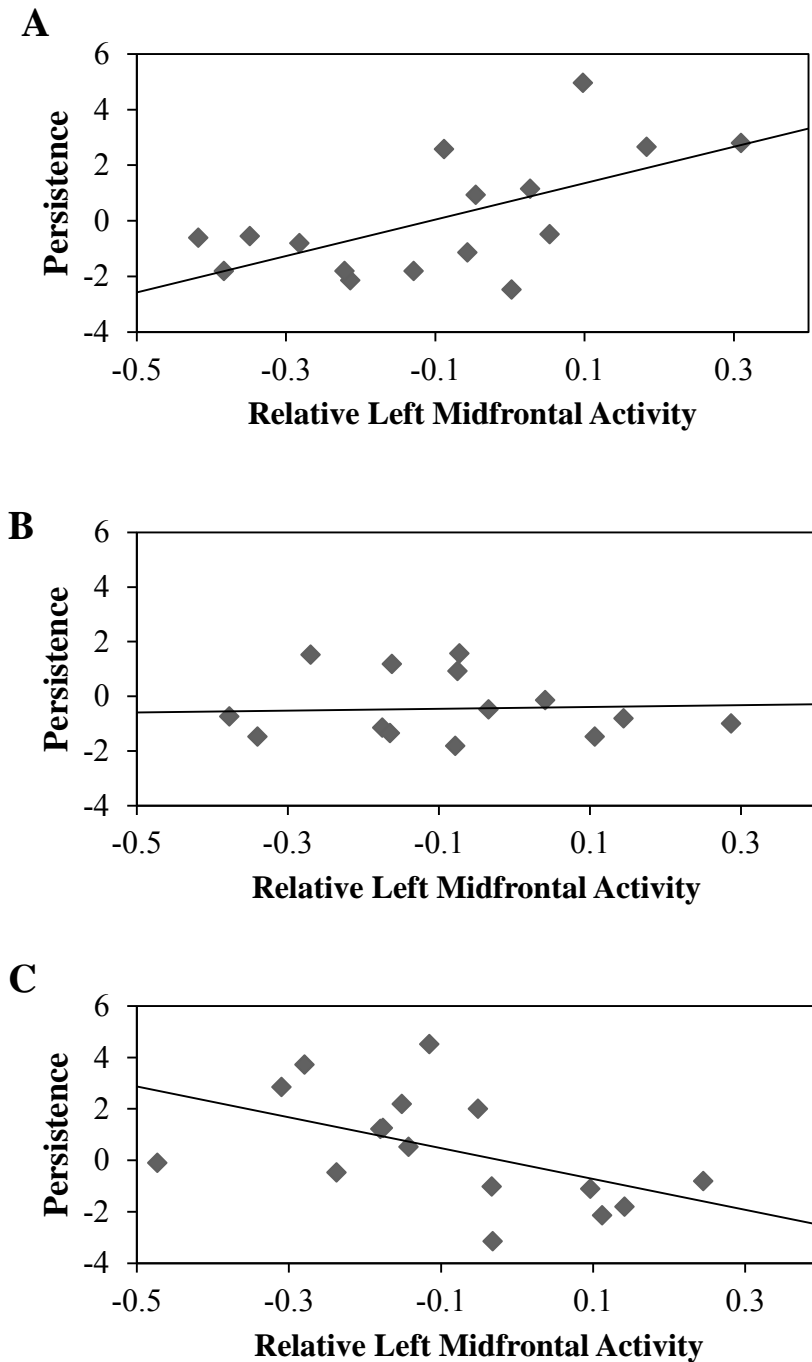 A
6
4
2
0
-2
-4
Persistence
-0.5 -0.3 -0.1 0.1 0.3
Relative Left Midfrontal Activity
B
6
4
2
0
-2
-4
Persistence
-0.5 -0.3 -0.1 0.1 0.3
Relative Left Midfrontal Activity
C
6
4
2
0
-2
-4
Persistence
-0.5 -0.3 -0.1 0.1 0.3
Relative Left Midfrontal Activity